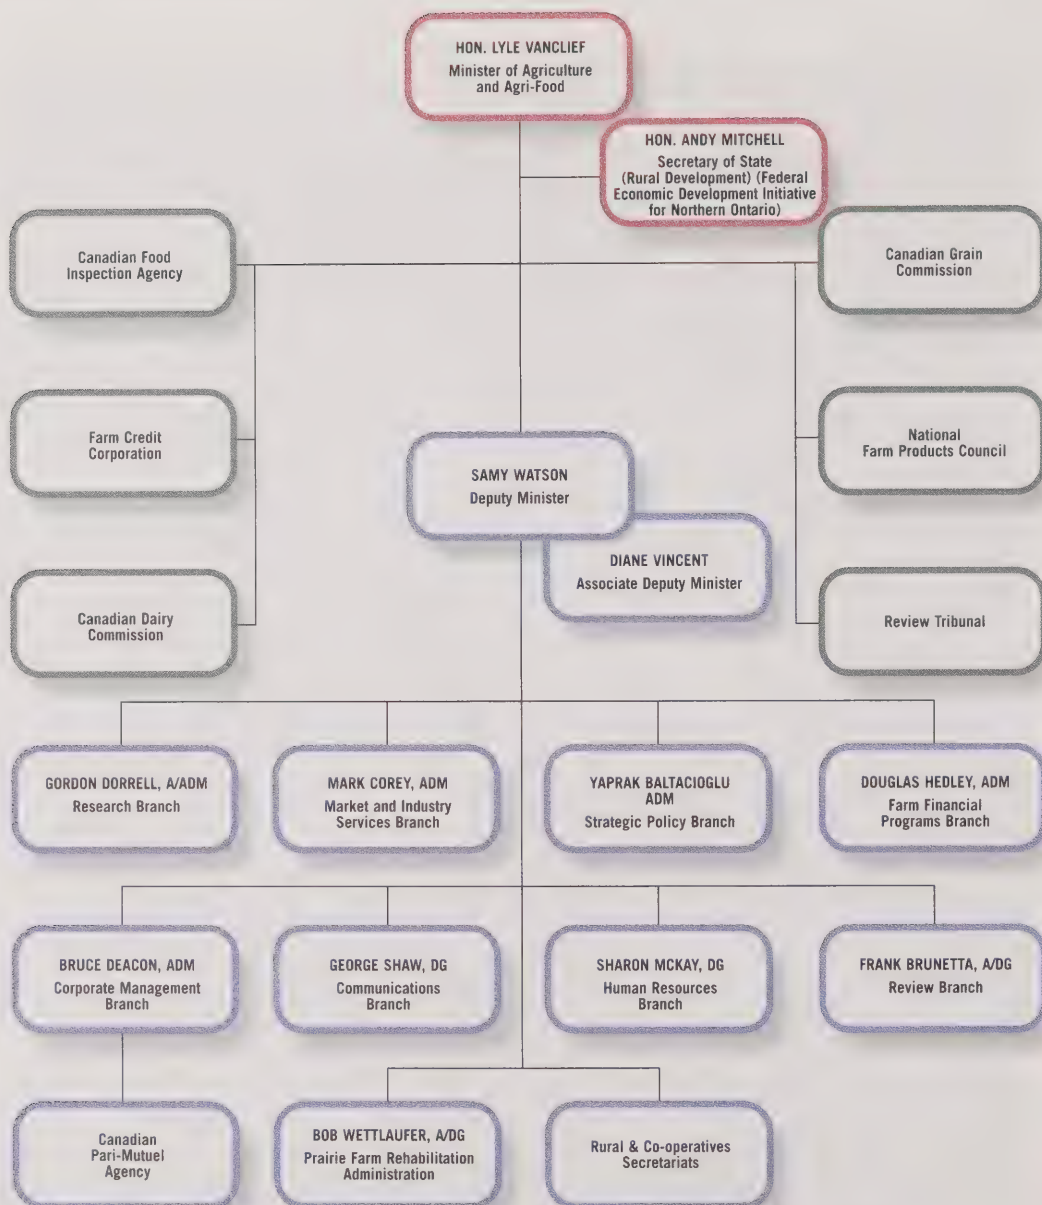 HON. LYLE VANCLIEF
Minister of Agriculture
and Agri-Food
HON. ANDY MITCHELL
Secretary of State
(Rural Development) (Federal
Economic Development Initiative
for Northern Ontario)
Canadian Food
Inspection Agency
Canadian Grain
Commission
Farm Credit
Corporation
National
Farm Products Council
SAMY WATSON
Deputy Minister
DIANE VINCENT
Associate Deputy Minister
Canadian Dairy
Commission
Review Tribunal
GORDON DORRELL, A/ADM
Research Branch
MARK COREY, ADM
Market and Industry
Services Branch
YAPRAK BALTACIOGLU
ADM
Strategic Policy Branch
DOUGLAS HEDLEY, ADM
Farm Financial
Programs Branch
BRUCE DEACON, ADM
Corporate Management
Branch
GEORGE SHAW, DG
Communications
Branch
SHARON MCKAY, DG
Human Resources
Branch
FRANK BRUNETTA, A/DG
Review Branch
Canadian
Pari-Mutuel
Agency
BOB WETTLAUFER, A/DG
Prairie Farm Rehabilitation
Administration
Rural & Co-operatives
Secretariats